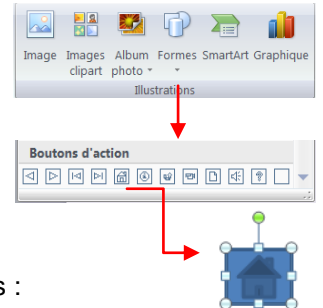 Image Images Album Formes SmartArt Graphique
clipart photo
Illustrations
Boutons d'action
s :